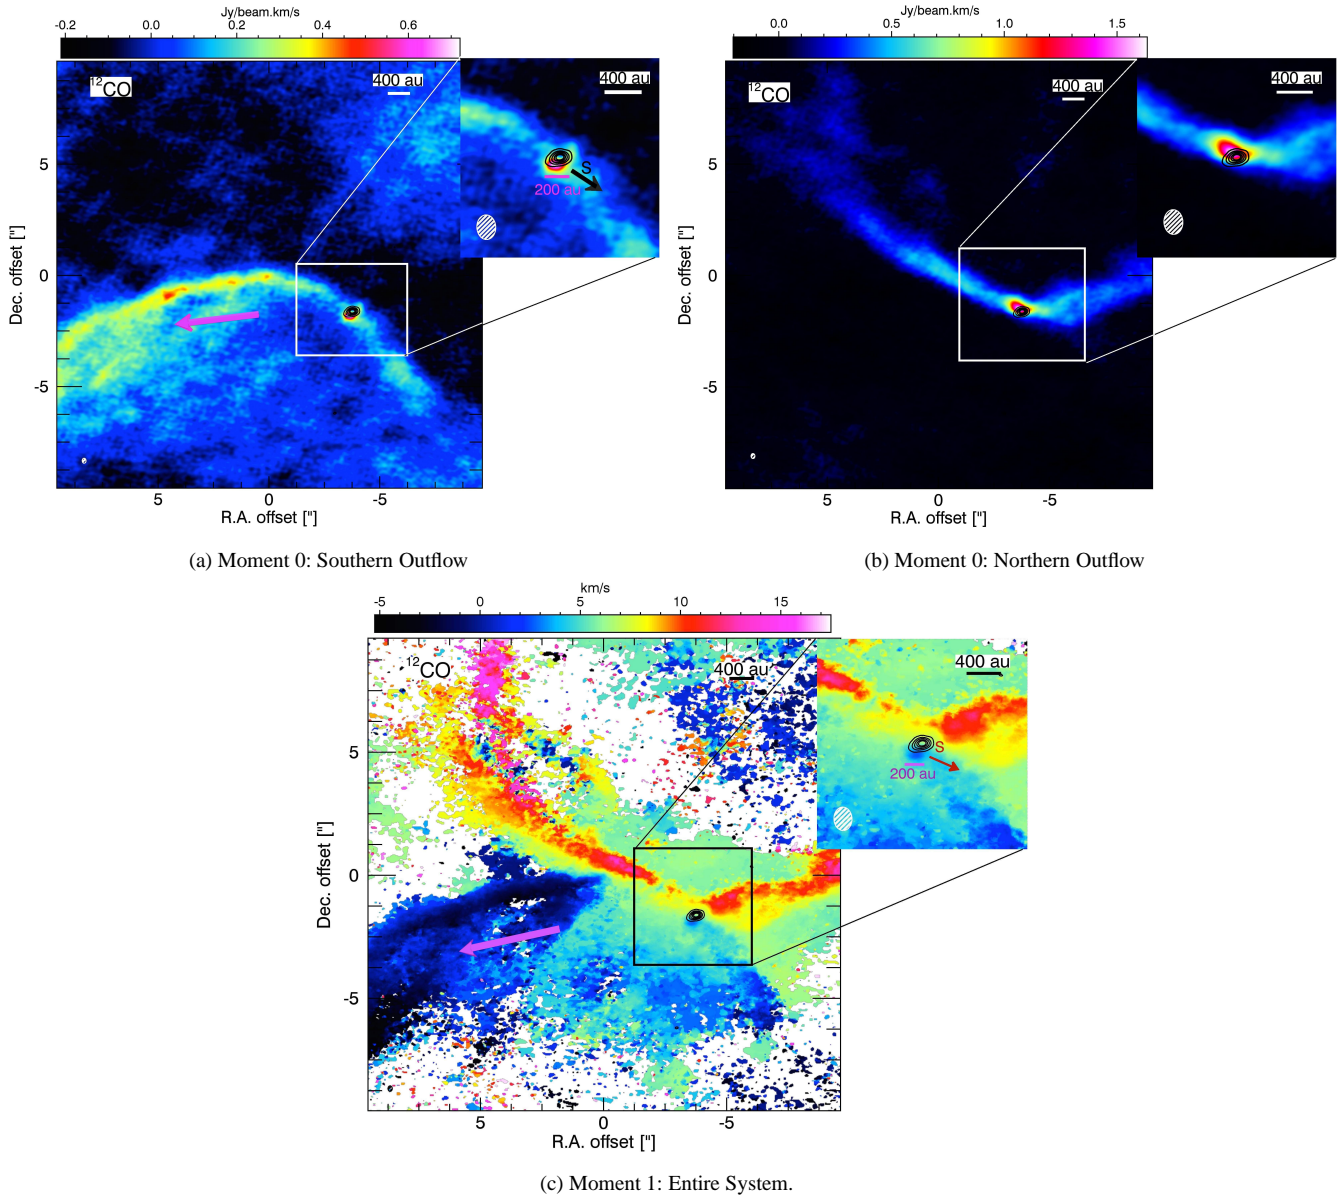 Jy/beam.km/s
-0.2 0.0 0.2 0.4 0.6
12CO
400 au
400 au
S
200 au
Dec. offset ["]
5
0
-5
5 0 -5
R.A. offset ["]
(a) Moment 0: Southern Outflow
Jy/beam.km/s
0.0 0.5 1.0 1.5
12CO
400 au
400 au
Dec. offset ["]
5
0
-5
5 0 -5
R.A. offset ["]
(b) Moment 0: Northern Outflow
km/s
-5 0 5 10 15
12CO
400 au
400 au
S
200 au
Dec. offset ["]
5
0
-5
5 0 -5
R.A. offset ["]
(c) Moment 1: Entire System.